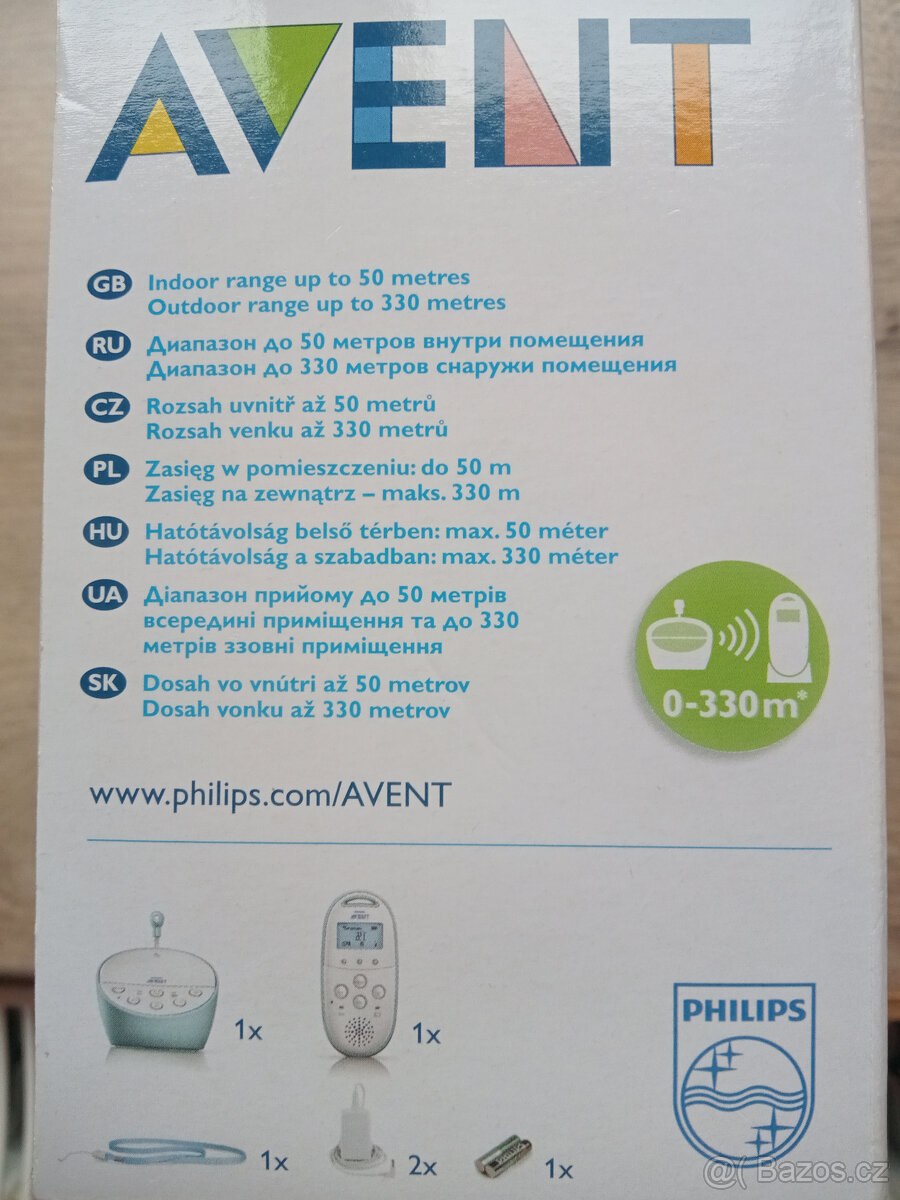 AVENT
GB Indoor range up to 50 metres
Outdoor range up to 330 metres
RU Диапазон до 50 метров внутри помещения
Диапазон до 330 метров снаружи помещения
CZ Rozsah uvnitř až 50 metrů
Rozsah venku až 330 metrů
PL Zasięg w pomieszczeniu: do 50 m
Zasięg na zewnątrz – maks. 330 m
HU Hatótávolság belső térben: max. 50 méter
Hatótávolság a szabadban: max. 330 méter
UA Діапазон прийому до 50 метрів
всередині приміщення та до 330
метрів ззовні приміщення
SK Dosah vo vnútri až 50 metrov
Dosah vonku až 330 metrov
0-330m*
www.philips.com/AVENT
AVENT
AVENT
1x
1x
PHILIPS
1x
2x
1x
@( Bazos.cz